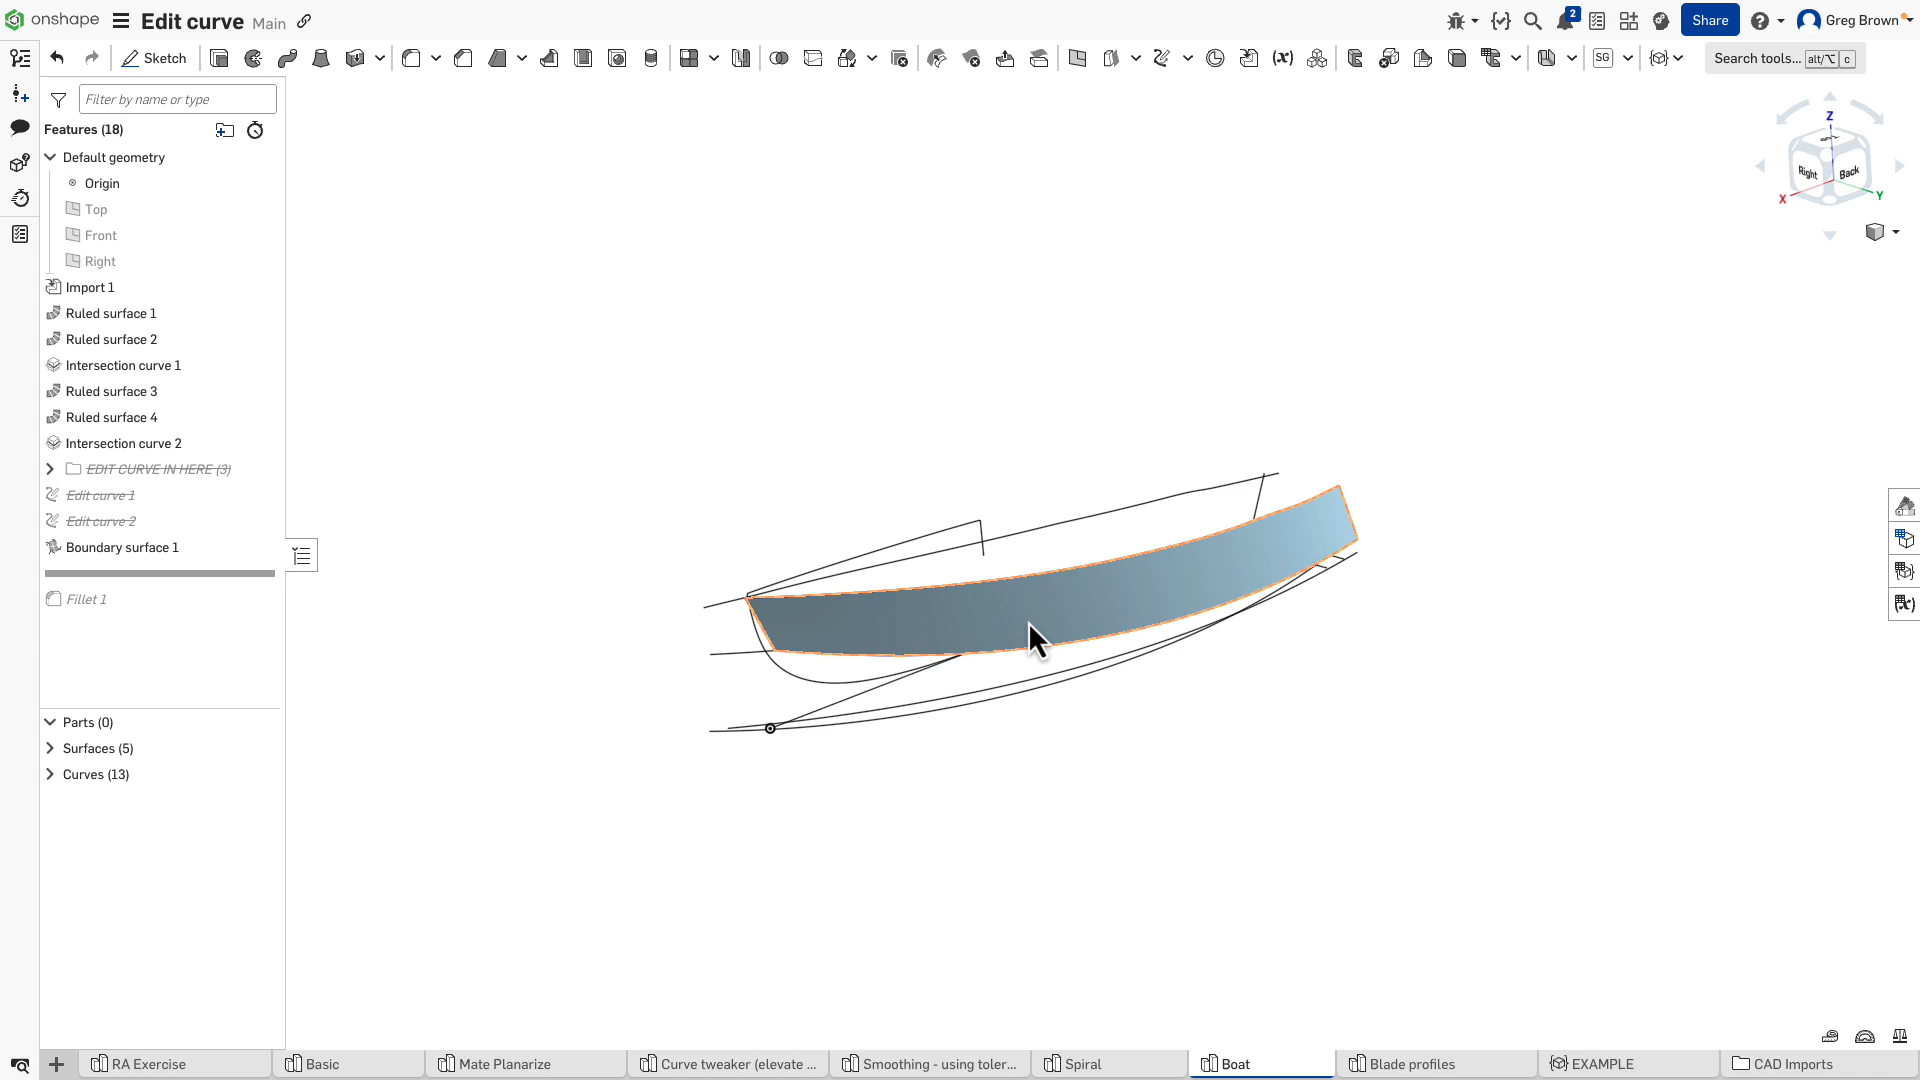 onshape Edit curve Main 2 Share Greg Brown
Sketch SG Search tools... alt/⌥ c
Filter by name or type
Features (18)
Default geometry
Origin
Top
Front
Right
Import 1
Ruled surface 1
Ruled surface 2
Intersection curve 1
Ruled surface 3
Ruled surface 4
Intersection curve 2
EDIT CURVE IN HERE (3)
Edit curve 1
Edit curve 2
Boundary surface 1
Fillet 1
Parts (0)
Surfaces (5)
Curves (13)
Z
Right Back
X Y
RA Exercise Basic Mate Planarize Curve tweaker (elevate ... Smoothing - using toler... Spiral Boat Blade profiles EXAMPLE CAD Imports